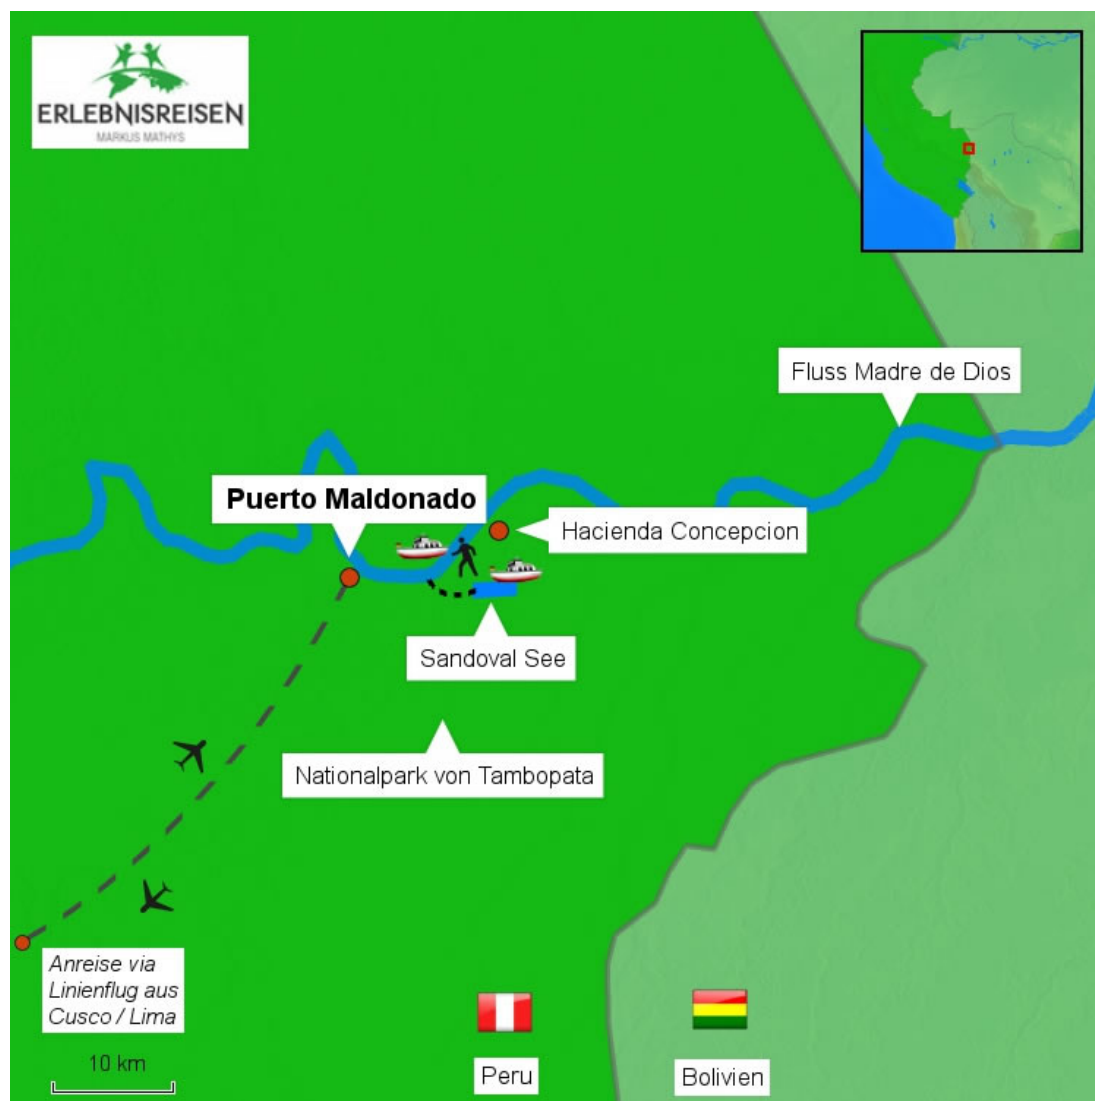 ERLEBNISREISEN
MARKUS MATHYS
Fluss Madre de Dios
Puerto Maldonado
Hacienda Concepcion
Sandoval See
Nationalpark von Tambopata
Anreise via
Linienflug aus
Cusco / Lima
10 km
Peru
Bolivien